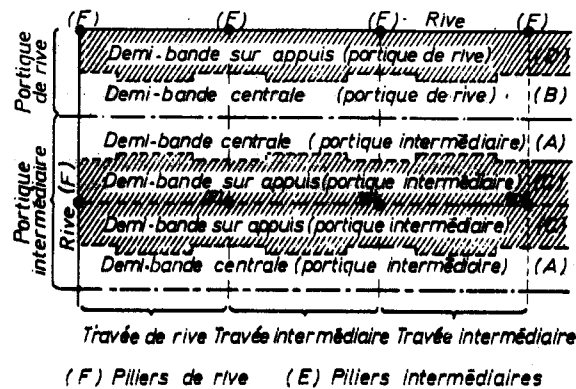 (F) (F) (F) Rive (F)
Portique de rive
Demi-bande sur appuis (portique de rive) (D)
Demi-bande centrale (portique de rive) (B)
Portique intermédiaire
Rive (F)
Demi-bande centrale (portique intermédiaire) (A)
Demi-bande sur appuis (portique intermédiaire) (C)
Demi-bande sur appuis (portique intermédiaire) (C)
Demi-bande centrale (portique intermédiaire) (A)
Travée de rive Travée intermédiaire Travée intermédiaire
(F) Piliers de rive (E) Piliers intermédiaires